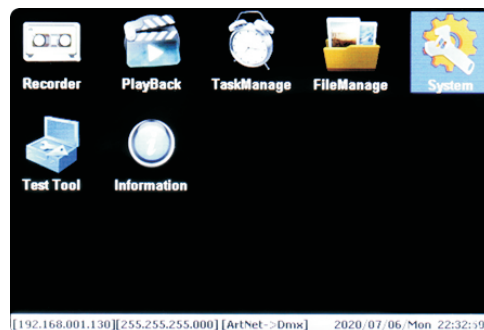 Recorder PlayBack TaskManage FileManage System
Test Tool Information
[192.168.001.130][255.255.255.000] [ArtNet->Dmx] 2020/07/06/Mon 22:32:59